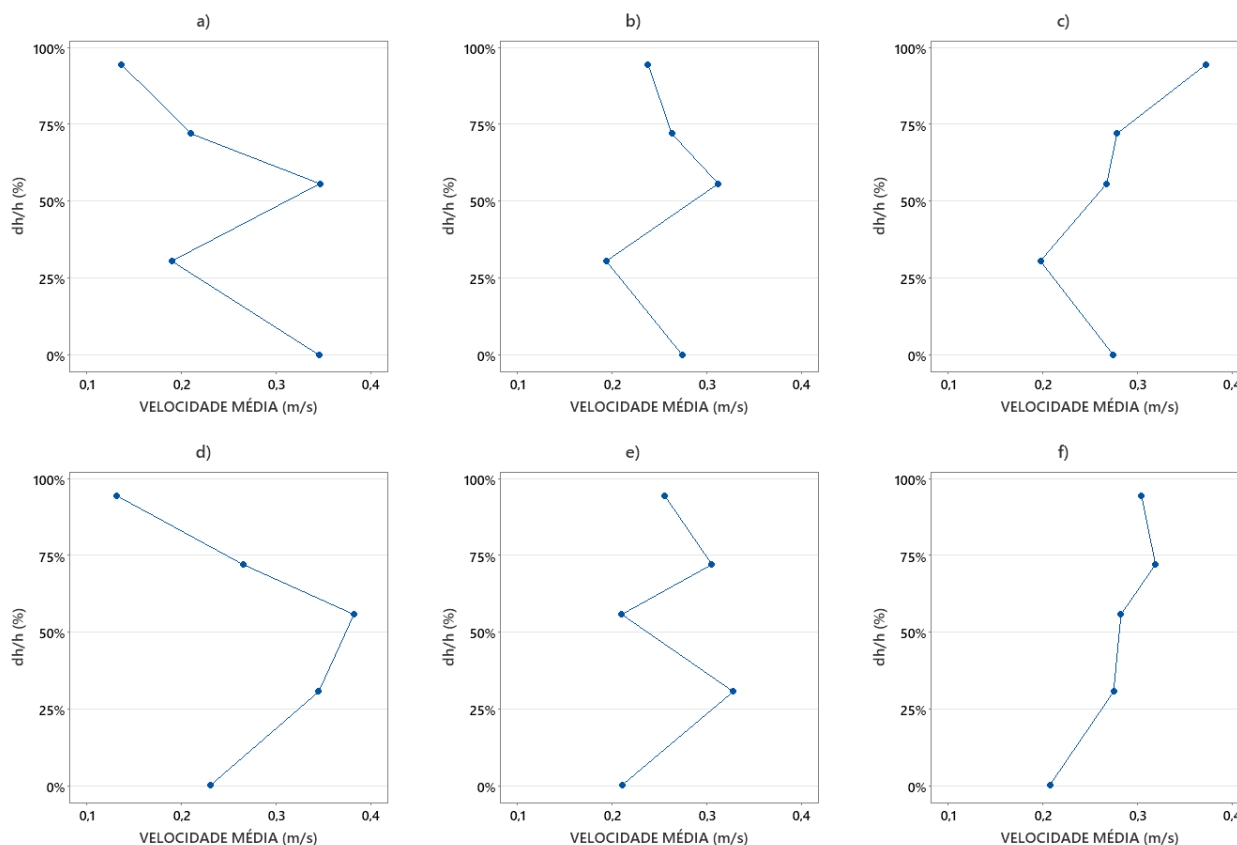 a)
100%
75%
50%
25%
0%
dh/h (%)
0,1 0,2 0,3 0,4
VELOCIDADE MÉDIA (m/s)
b)
100%
75%
50%
25%
0%
dh/h (%)
0,1 0,2 0,3 0,4
VELOCIDADE MÉDIA (m/s)
c)
100%
75%
50%
25%
0%
dh/h (%)
0,1 0,2 0,3 0,4
VELOCIDADE MÉDIA (m/s)
d)
100%
75%
50%
25%
0%
dh/h (%)
0,1 0,2 0,3 0,4
VELOCIDADE MÉDIA (m/s)
e)
100%
75%
50%
25%
0%
dh/h (%)
0,1 0,2 0,3 0,4
VELOCIDADE MÉDIA (m/s)
f)
100%
75%
50%
25%
0%
dh/h (%)
0,1 0,2 0,3 0,4
VELOCIDADE MÉDIA (m/s)